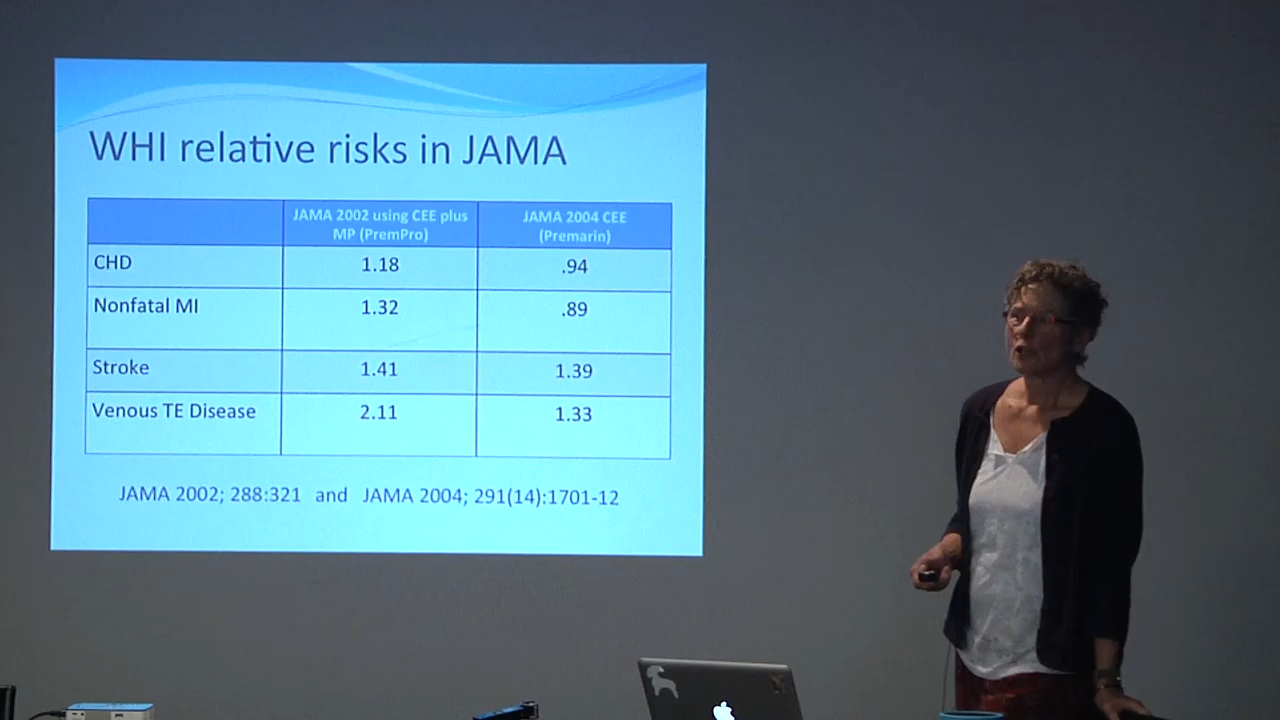 WHI relative risks in JAMA
JAMA 2002 using CEE plus
MP (PremPro)
JAMA 2004 CEE
(Premarin)
CHD 1.18 .94
Nonfatal MI 1.32 .89
Stroke 1.41 1.39
Venous TE Disease 2.11 1.33
JAMA 2002; 288:321 and JAMA 2004; 291(14):1701-12